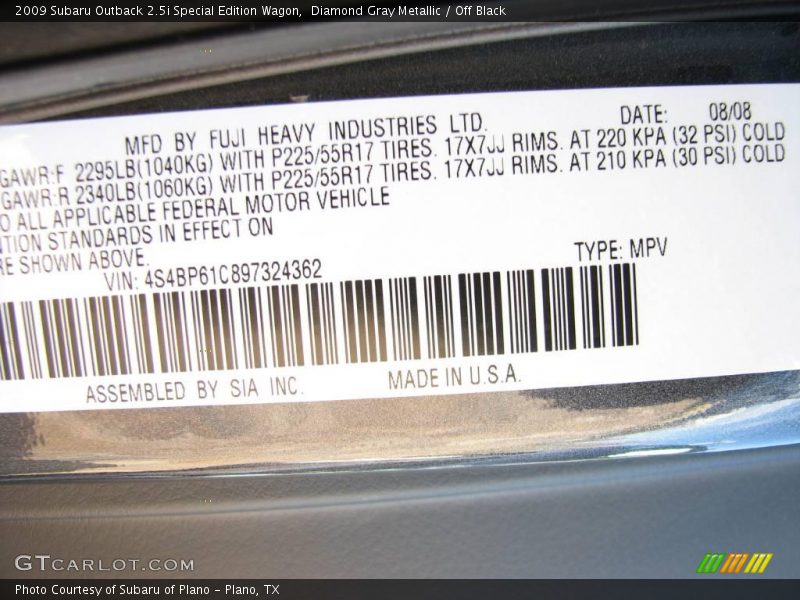 2009 Subaru Outback 2.5i Special Edition Wagon,  Diamond Gray Metallic / Off Black
MFD BY FUJI HEAVY INDUSTRIES LTD. DATE: 08/08
GAWR:F 2295LB(1040KG) WITH P225/55R17 TIRES. 17X7JJ RIMS. AT 220 KPA (32 PSI) COLD
GAWR:R 2340LB(1060KG) WITH P225/55R17 TIRES. 17X7JJ RIMS. AT 210 KPA (30 PSI) COLD
O ALL APPLICABLE FEDERAL MOTOR VEHICLE
NTION STANDARDS IN EFFECT ON
RE SHOWN ABOVE.
VIN: 4S4BP61C897324362 TYPE: MPV
ASSEMBLED BY SIA INC. MADE IN U.S.A.
GTCARLOT.COM
Photo Courtesy of Subaru of Plano - Plano, TX